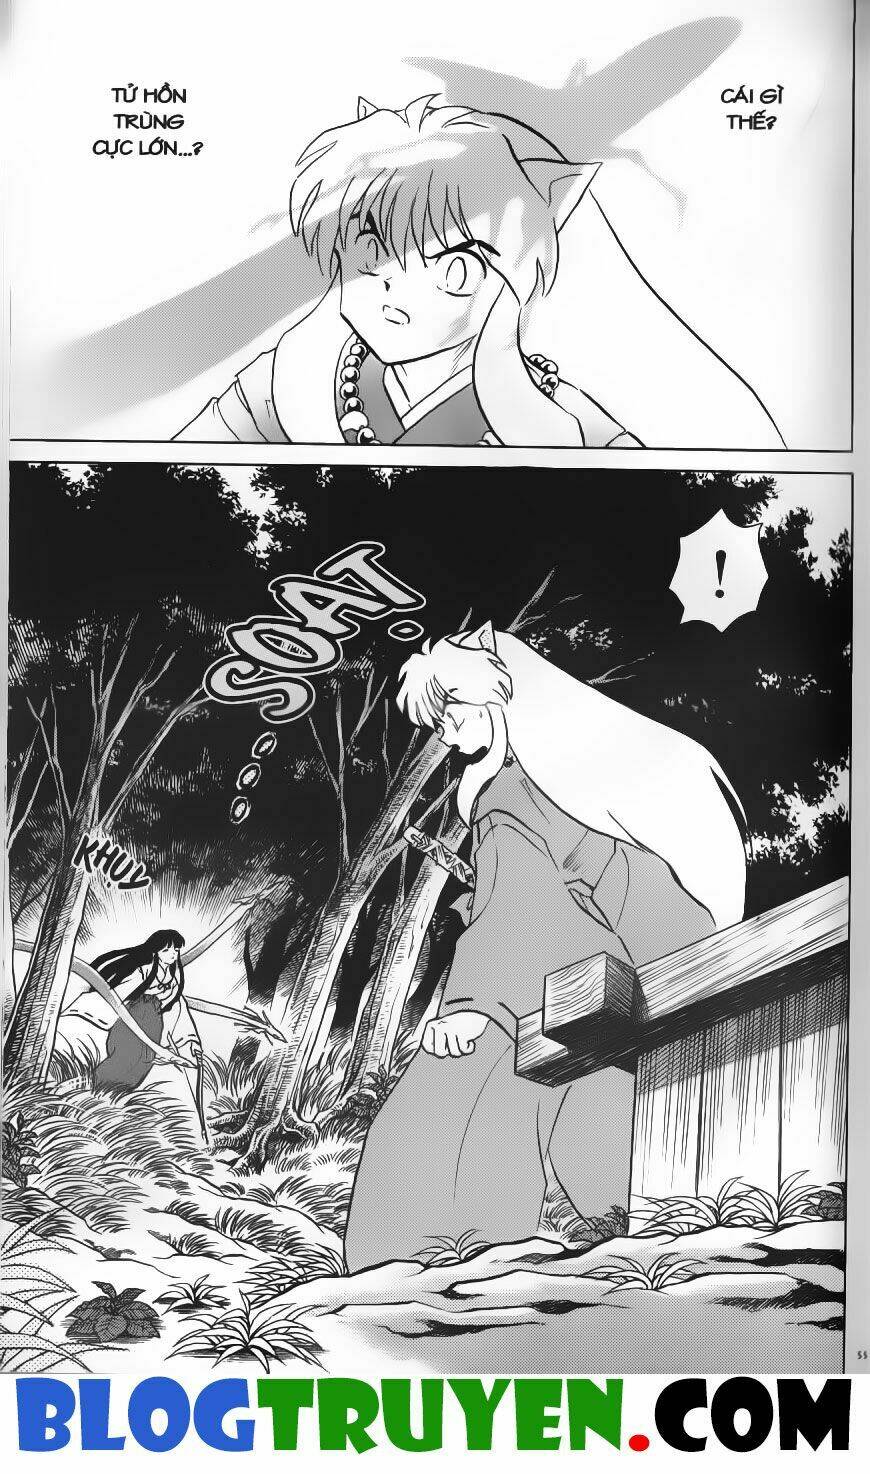 CÁI GÌ
THẾ?
TỬ HỒN
TRÙNG
CỰC LỚN...?
!
SOẠT
KHỤY
55
BLOGTRUYEN.COM